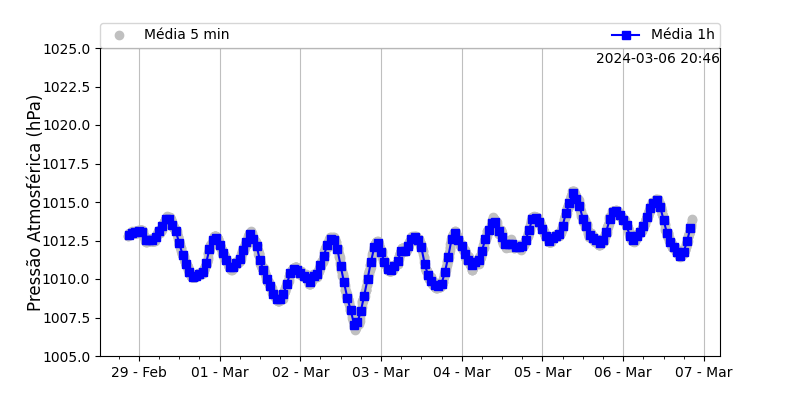 Média 5 min
Média 1h
2024-03-06 20:46
Pressão Atmosférica (hPa)
1025.0
1022.5
1020.0
1017.5
1015.0
1012.5
1010.0
1007.5
1005.0
29 - Feb
01 - Mar
02 - Mar
03 - Mar
04 - Mar
05 - Mar
06 - Mar
07 - Mar